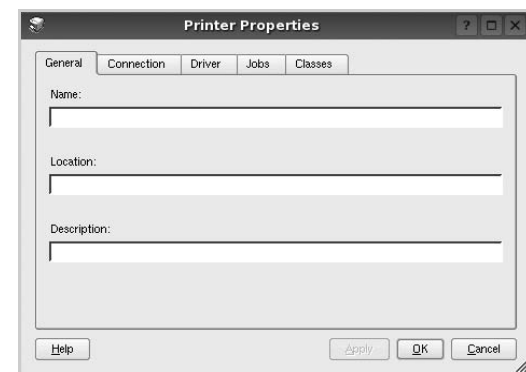 Printer Properties
?
General Connection Driver Jobs Classes
Name:
Location:
Description:
Help Apply OK Cancel